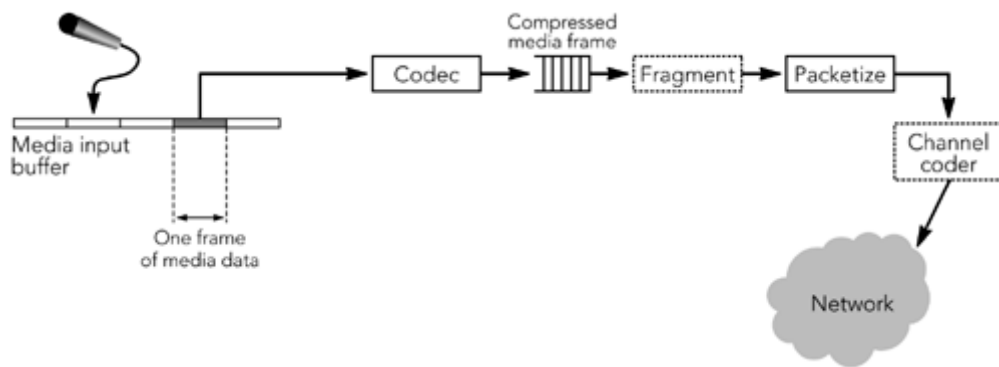 Compressed
media frame
Codec
Fragment
Packetize
Media input
buffer
Channel
coder
One frame
of media data
Network